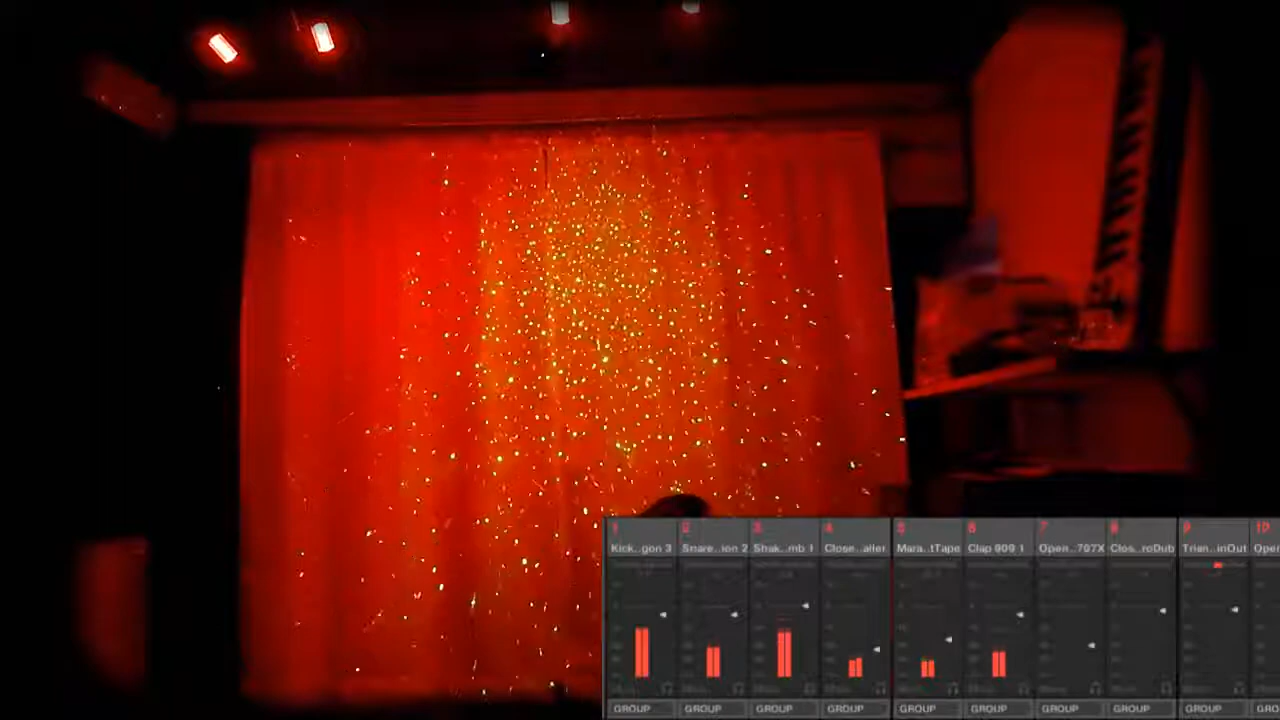 1 2 3 4 5 6 7 8 9 10
Kick..gon 3 Snare..ion 2 Shak..mb 1 Close..aller Mara..tTape Clap 909 1 Open..707X Clos..roDub Trian..inOut Ope
GROUP GROUP GROUP GROUP GROUP GROUP GROUP GROUP GROUP GRO